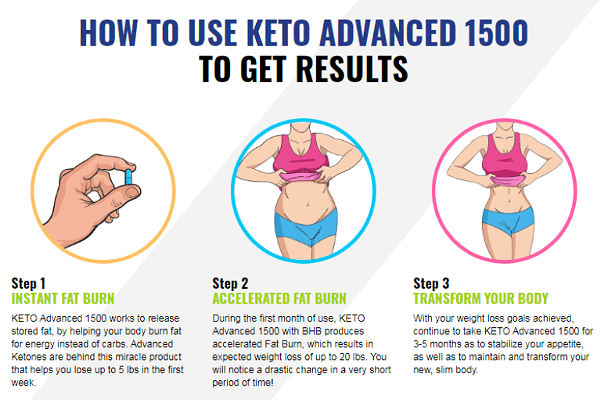 HOW TO USE KETO ADVANCED 1500
TO GET RESULTS
Step 1
INSTANT FAT BURN
KETO Advanced 1500 works to release
stored fat, by helping your body burn fat
for energy instead of carbs. Advanced
Ketones are behind this miracle product
that helps you lose up to 5 lbs in the first
week.
Step 2
ACCELERATED FAT BURN
During the first month of use, KETO
Advanced 1500 with BHB produces
accelerated Fat Burn, which results in
expected weight loss of up to 20 lbs. You
will notice a drastic change in a very short
period of time!
Step 3
TRANSFORM YOUR BODY
With your weight loss goals achieved,
continue to take KETO Advanced 1500 for
3-5 months as to stabilize your appetite,
as well as to maintain and transform your
new, slim body.